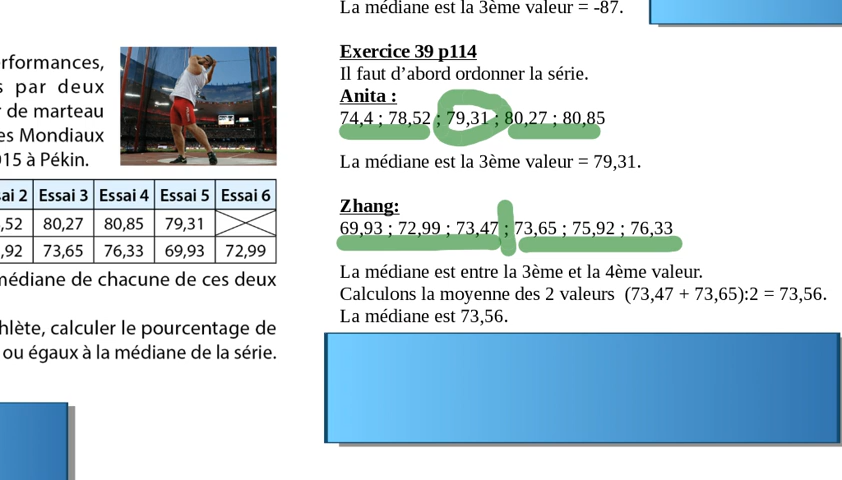 La médiane est la 3ème valeur = -87.
rformances,
s par deux
r de marteau
es Mondiaux
015 à Pékin.
ai 2 Essai 3 Essai 4 Essai 5 Essai 6
,52 80,27 80,85 79,31
,92 73,65 76,33 69,93 72,99
médiane de chacune de ces deux
hlète, calculer le pourcentage de
ou égaux à la médiane de la série.
Exercice 39 p114
Il faut d'abord ordonner la série.
Anita :
74,4 ; 78,52 ; 79,31 ; 80,27 ; 80,85
La médiane est la 3ème valeur = 79,31.
Zhang:
69,93 ; 72,99 ; 73,47 ; 73,65 ; 75,92 ; 76,33
La médiane est entre la 3ème et la 4ème valeur.
Calculons la moyenne des 2 valeurs (73,47 + 73,65):2 = 73,56.
La médiane est 73,56.